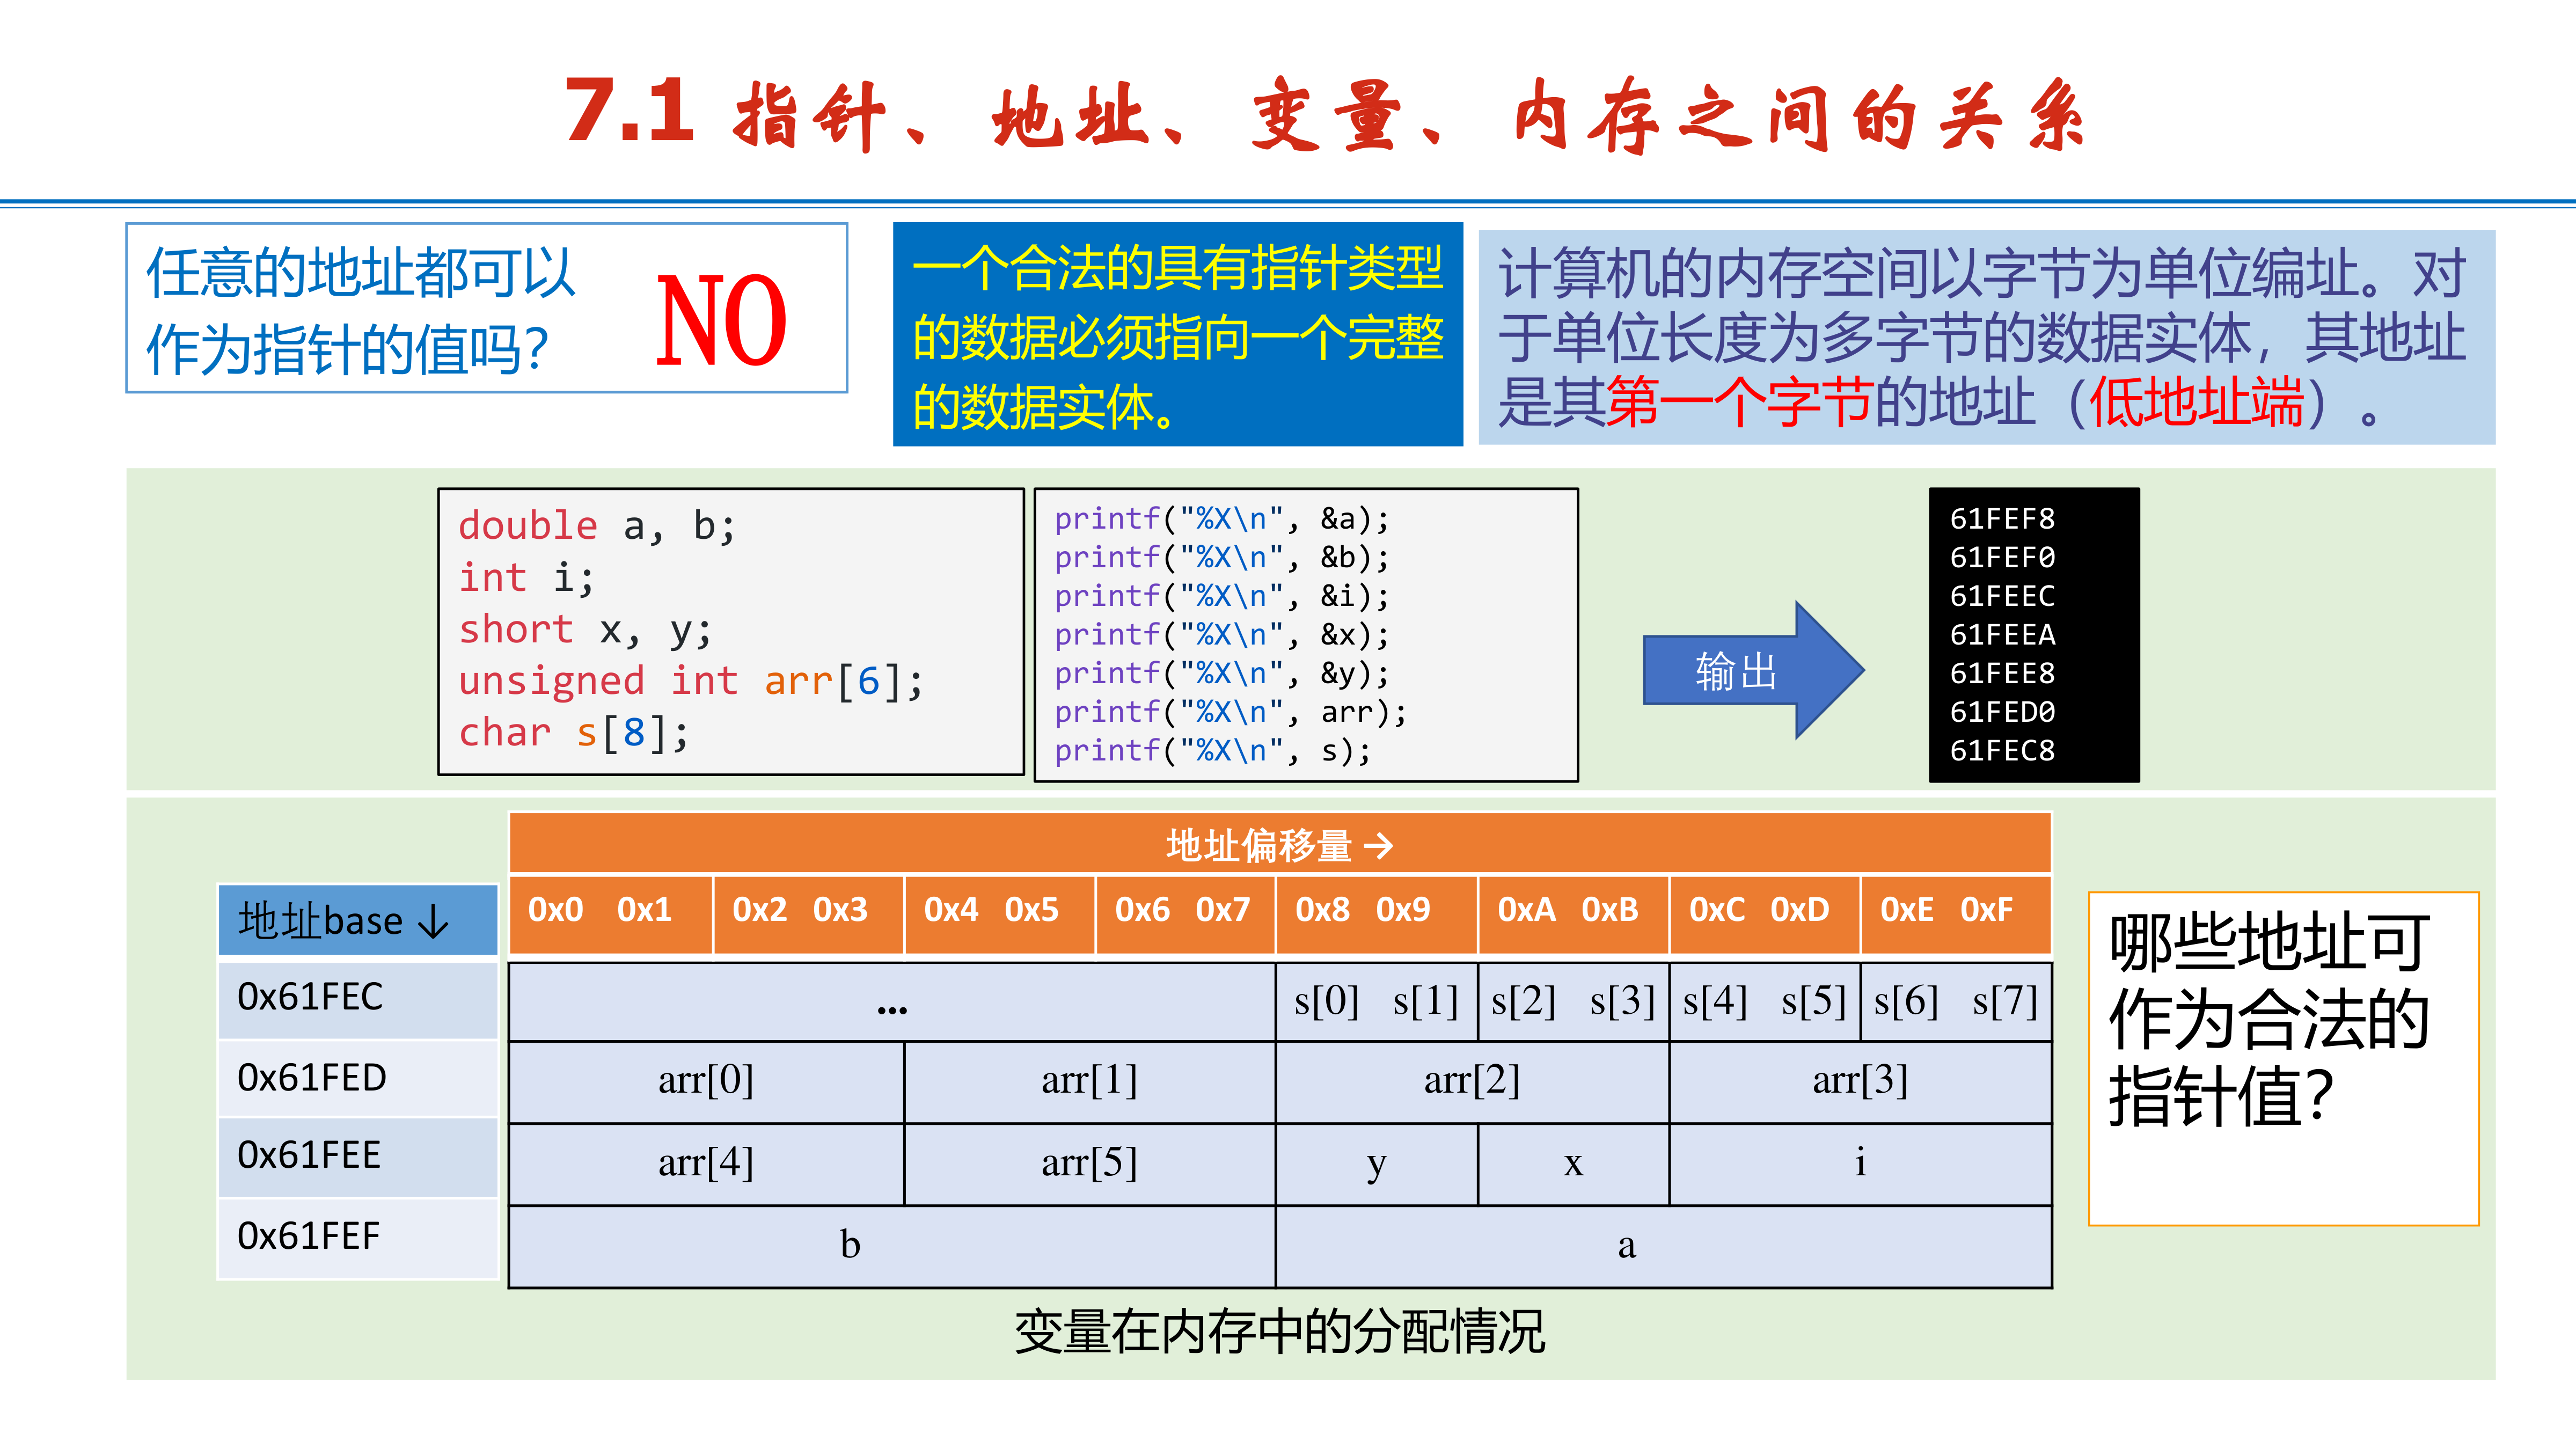 7.1 指针、地址、变量、内存之间的关系
任意的地址都可以
作为指针的值吗？
NO
一个合法的具有指针类型
的数据必须指向一个完整
的数据实体。
计算机的内存空间以字节为单位编址。对
于单位长度为多字节的数据实体，其地址
是其第一个字节的地址（低地址端）。
double a, b;
int i;
short x, y;
unsigned int arr[6];
char s[8];
printf("%X\n", &a);
printf("%X\n", &b);
printf("%X\n", &i);
printf("%X\n", &x);
printf("%X\n", &y);
printf("%X\n", arr);
printf("%X\n", s);
输出
61FEF8
61FEF0
61FEEC
61FEEA
61FEE8
61FED0
61FEC8
地址偏移量 →
地址base ↓ 0x0 0x1 0x2 0x3 0x4 0x5 0x6 0x7 0x8 0x9 0xA 0xB 0xC 0xD 0xE 0xF
0x61FEC ... s[0] s[1] s[2] s[3] s[4] s[5] s[6] s[7]
0x61FED arr[0] arr[1] arr[2] arr[3]
0x61FEE arr[4] arr[5] y x i
0x61FEF b a
变量在内存中的分配情况
哪些地址可
作为合法的
指针值？